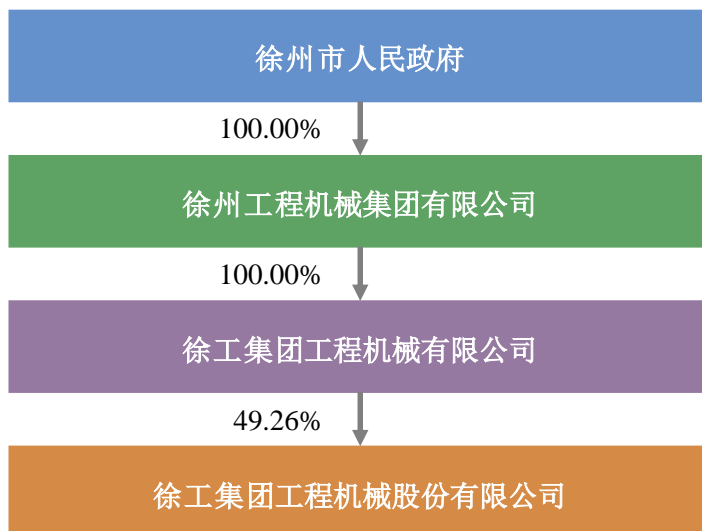 徐州市人民政府
100.00%
徐州工程机械集团有限公司
100.00%
徐工集团工程机械有限公司
49.26%
徐工集团工程机械股份有限公司